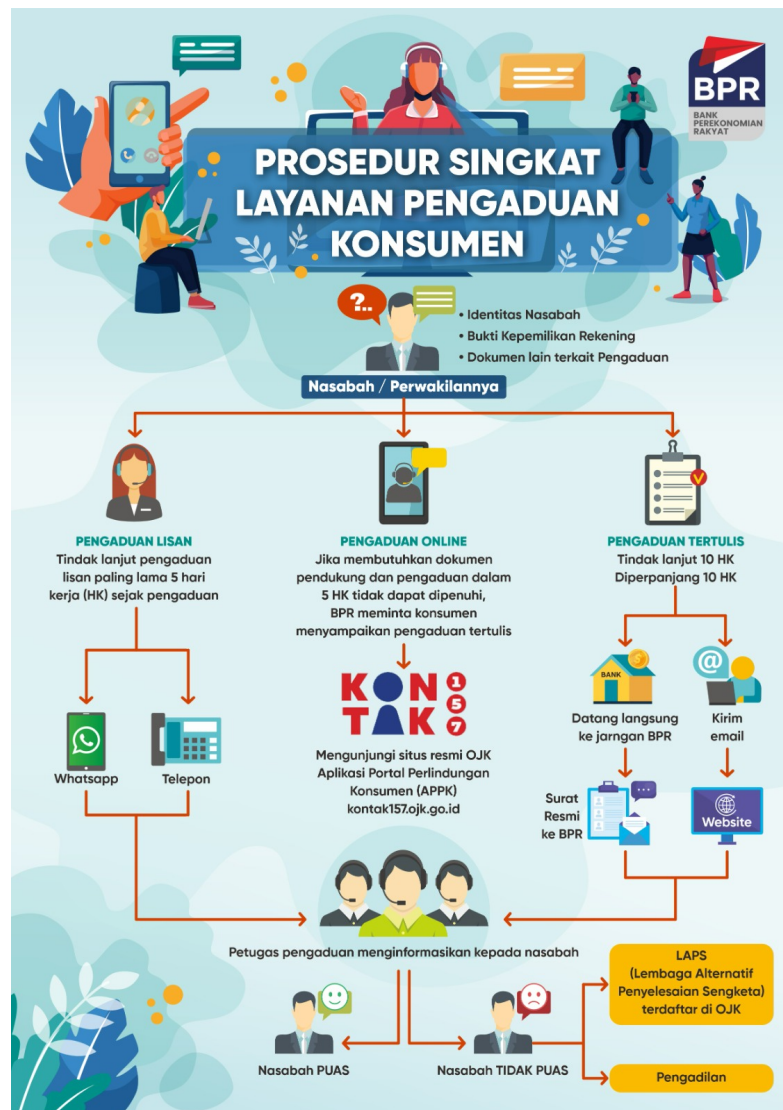 BPR
BANK
PEREKONOMIAN
RAKYAT
PROSEDUR SINGKAT
LAYANAN PENGADUAN
KONSUMEN
?..
• Identitas Nasabah
• Bukti Kepemilikan Rekening
• Dokumen lain terkait Pengaduan
Nasabah / Perwakilannya
PENGADUAN LISAN
Tindak lanjut pengaduan
lisan paling lama 5 hari
kerja (HK) sejak pengaduan
Whatsapp
Telepon
PENGADUAN ONLINE
Jika membutuhkan dokumen
pendukung dan pengaduan dalam
5 HK tidak dapat dipenuhi,
BPR meminta konsumen
menyampaikan pengaduan tertulis
KONTAK 157
Mengunjungi situs resmi OJK
Aplikasi Portal Perlindungan
Konsumen (APPK)
kontak157.ojk.go.id
PENGADUAN TERTULIS
Tindak lanjut 10 HK
Diperpanjang 10 HK
$
BANK
@
Datang langsung
ke jarngan BPR
Kirim
email
Surat
Resmi
ke BPR
Website
Petugas pengaduan menginformasikan kepada nasabah
Nasabah PUAS
Nasabah TIDAK PUAS
LAPS
(Lembaga Alternatif
Penyelesaian Sengketa)
terdaftar di OJK
Pengadilan